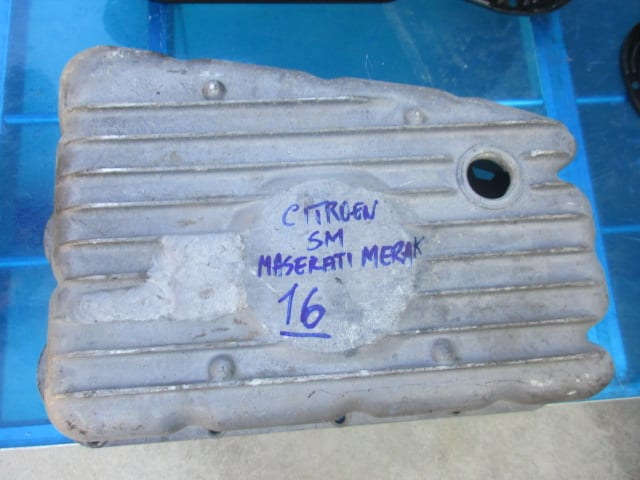 CITROEN
SM
MASERATI MERAK
16